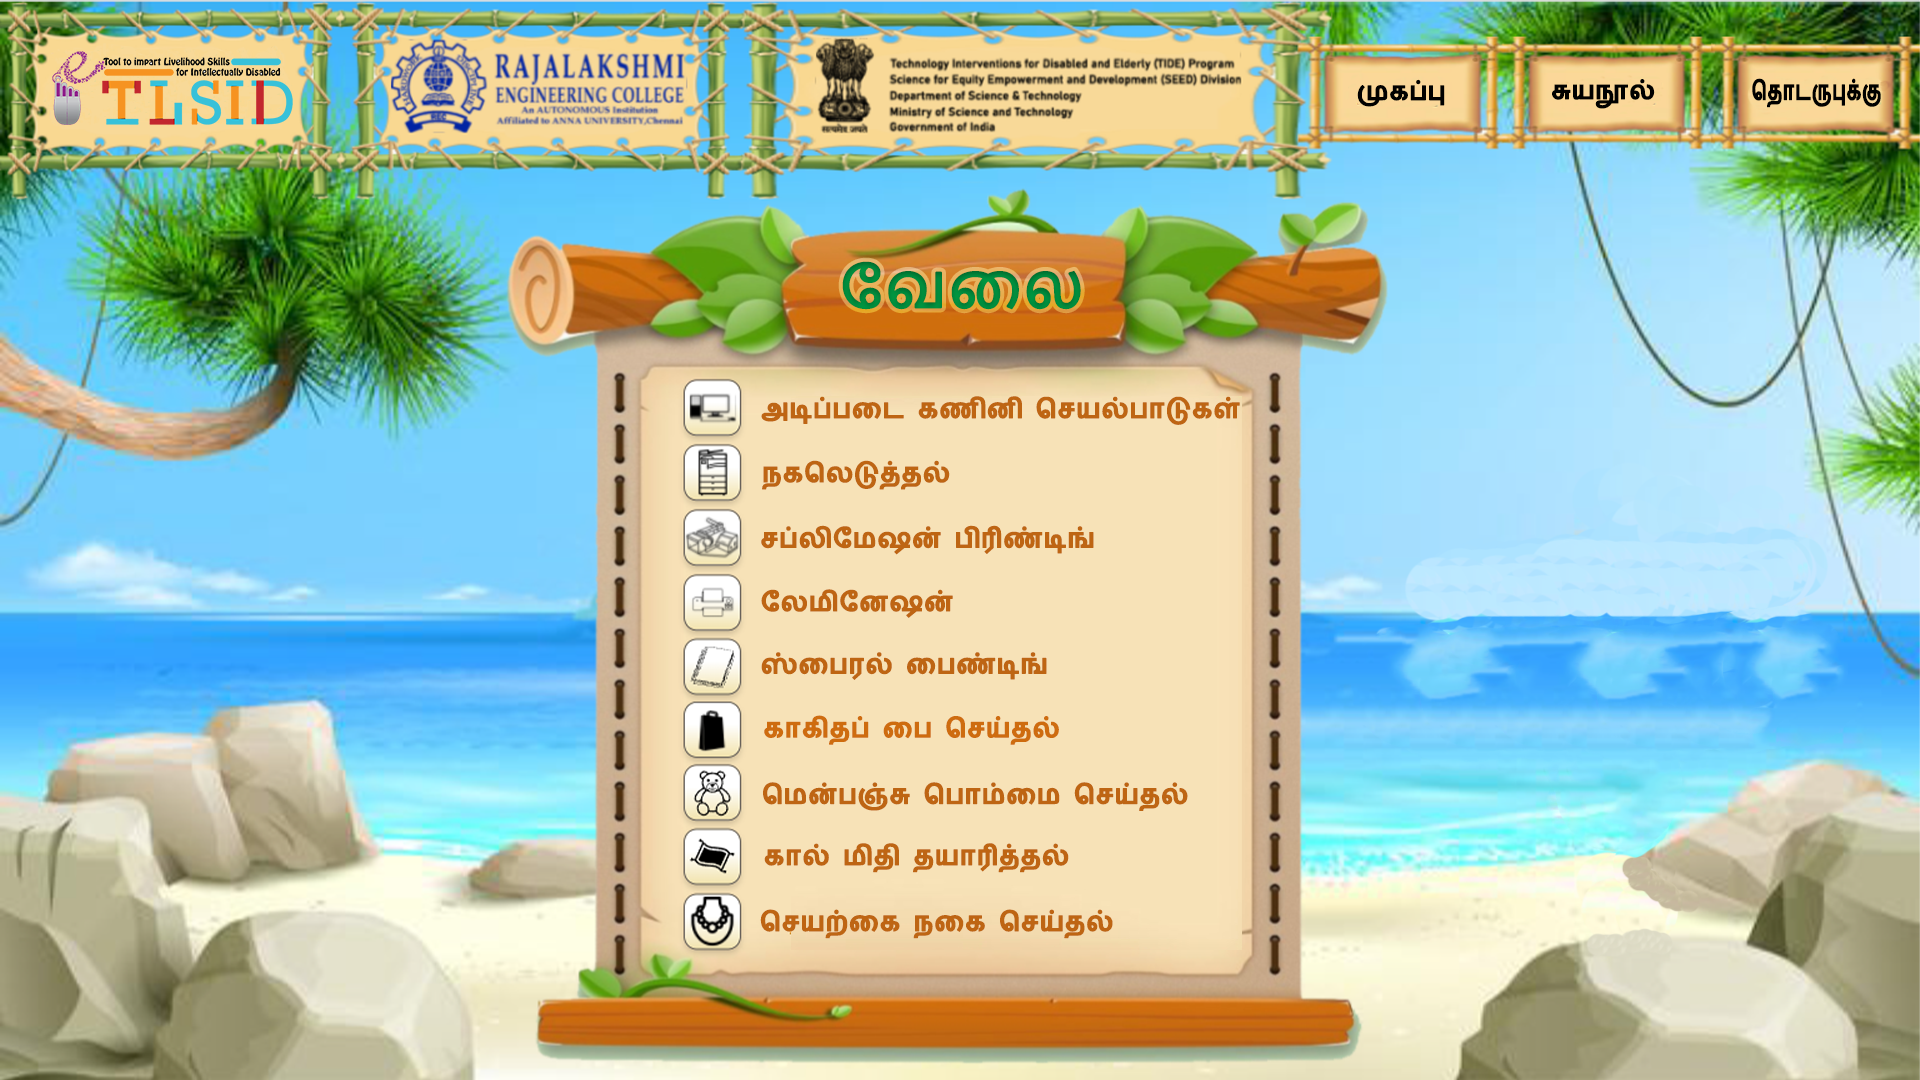 Tool to impart Livelihood Skills
for Intellectually Disabled
eTLSID
RAJALAKSHMI
ENGINEERING COLLEGE
An AUTONOMOUS Institution
Affiliated to ANNA UNIVERSITY,Chennai
REC
सत्यमेव जयते
Technology Interventions for Disabled and Elderly (TIDE) Program
Science for Equity Empowerment and Development (SEED) Division
Department of Science & Technology
Ministry of Science and Technology
Government of India
முகப்பு
சுயநூல்
தொடருபுக்கு
வேலை
அடிப்படை கணினி செயல்பாடுகள்
நகலெடுத்தல்
சப்லிமேஷன் பிரிண்டிங்
லேமினேஷன்
ஸ்பைரல் பைண்டிங்
காகிதப் பை செய்தல்
மென்பஞ்சு பொம்மை செய்தல்
கால் மிதி தயாரித்தல்
செயற்கை நகை செய்தல்